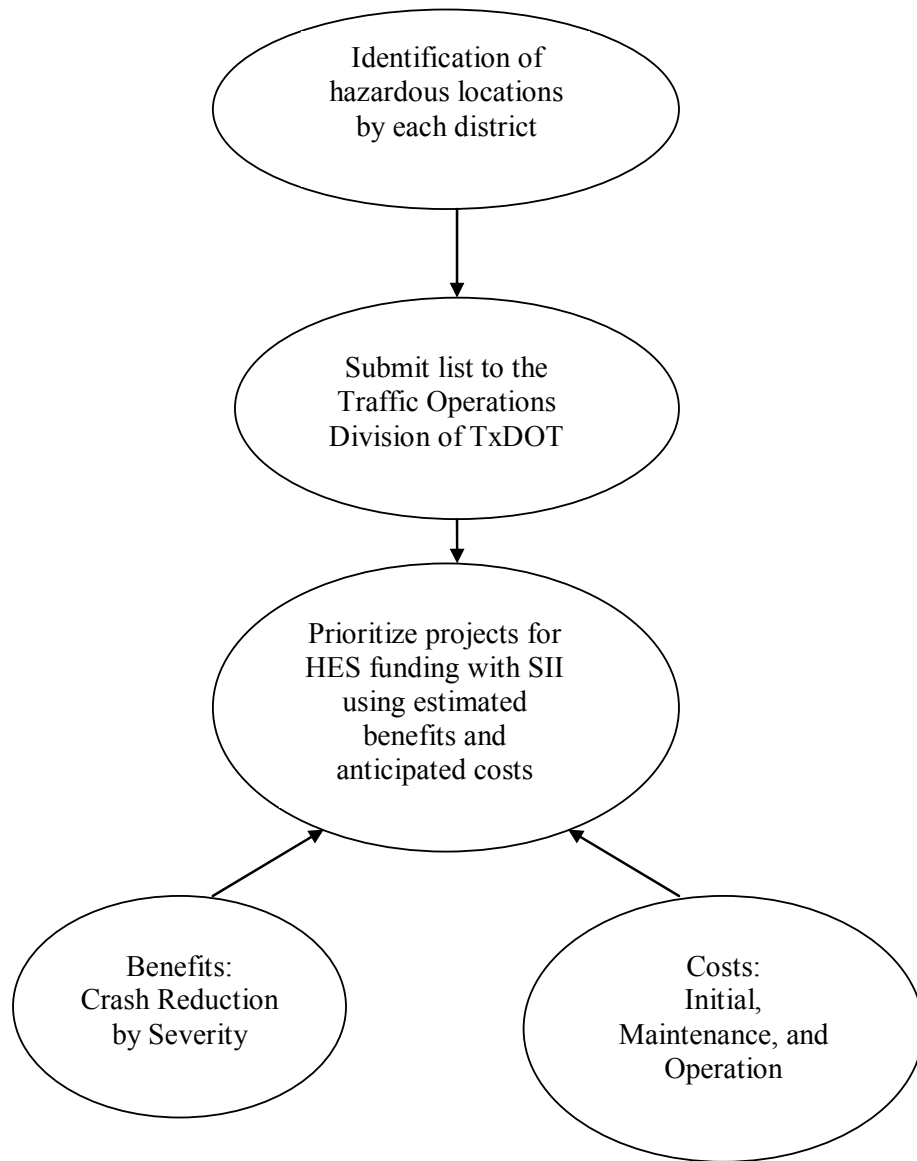 Identification of
hazardous locations
by each district
Submit list to the
Traffic Operations
Division of TxDOT
Prioritize projects for
HES funding with SII
using estimated
benefits and
anticipated costs
Benefits:
Crash Reduction
by Severity
Costs:
Initial,
Maintenance, and
Operation